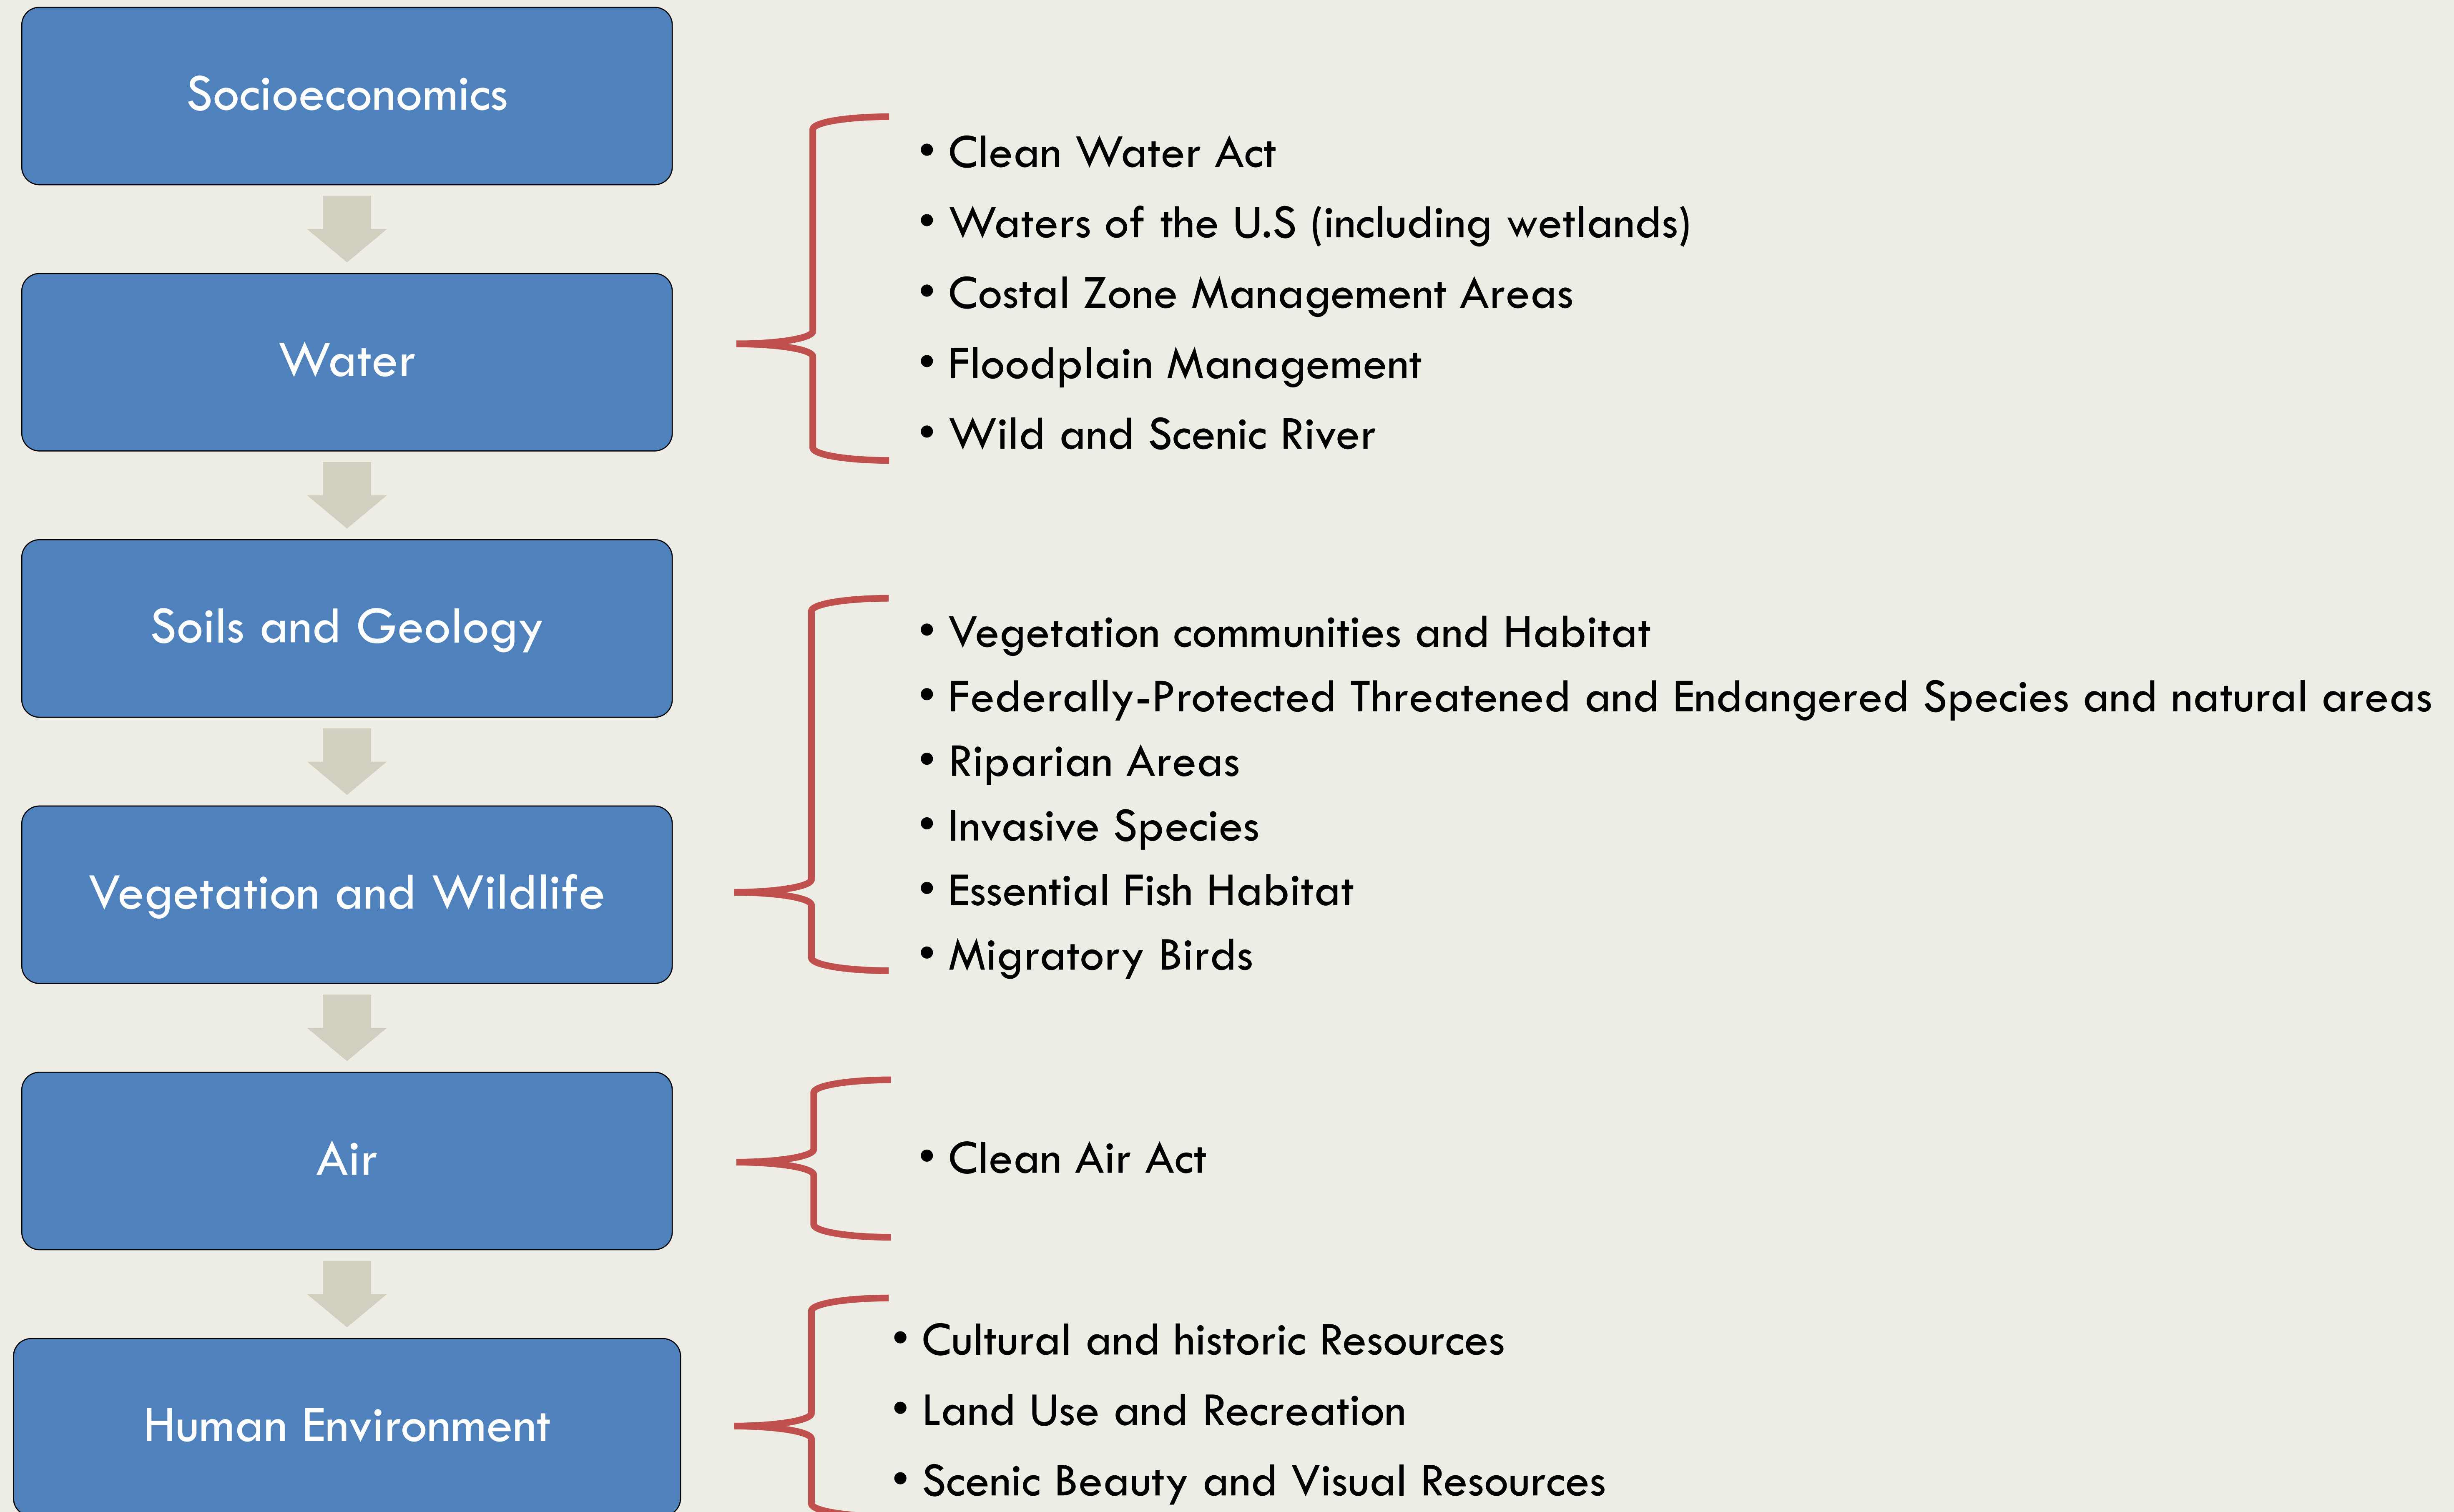 Socioeconomics
• Clean Water Act
• Waters of the U.S (including wetlands)
• Costal Zone Management Areas
Water
• Floodplain Management
• Wild and Scenic River
Soils and Geology
• Vegetation communities and Habitat
• Federally-Protected Threatened and Endangered Species and natural areas
• Riparian Areas
• Invasive Species
Vegetation and Wildlife
• Essential Fish Habitat
• Migratory Birds
Air
• Clean Air Act
Human Environment
• Cultural and historic Resources
• Land Use and Recreation
• Scenic Beauty and Visual Resources